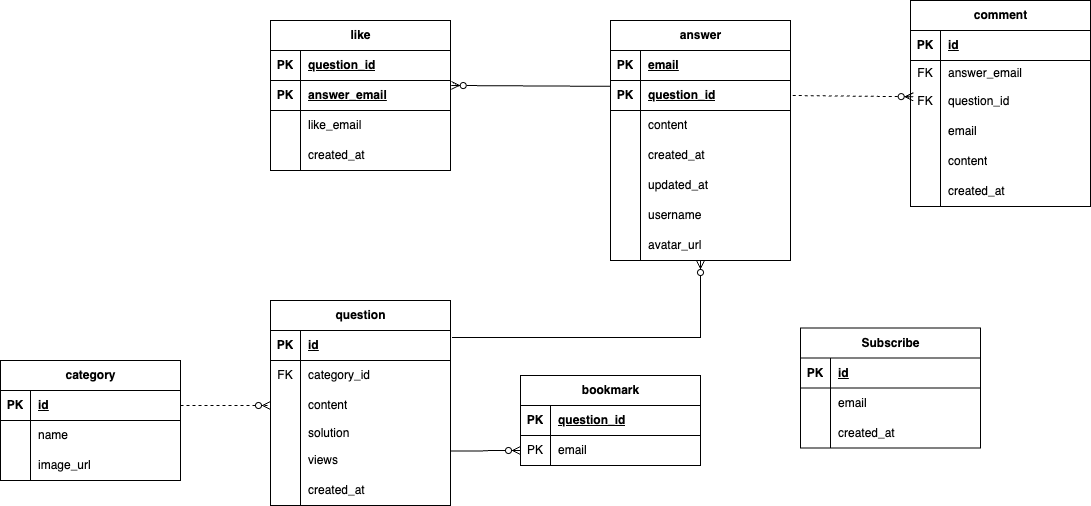 like
PK question_id
PK answer_email
like_email
created_at
answer
PK email
PK question_id
content
created_at
updated_at
username
avatar_url
comment
PK id
FK answer_email
FK question_id
email
content
created_at
question
PK id
FK category_id
content
solution
views
created_at
category
PK id
name
image_url
bookmark
PK question_id
PK email
Subscribe
PK id
email
created_at